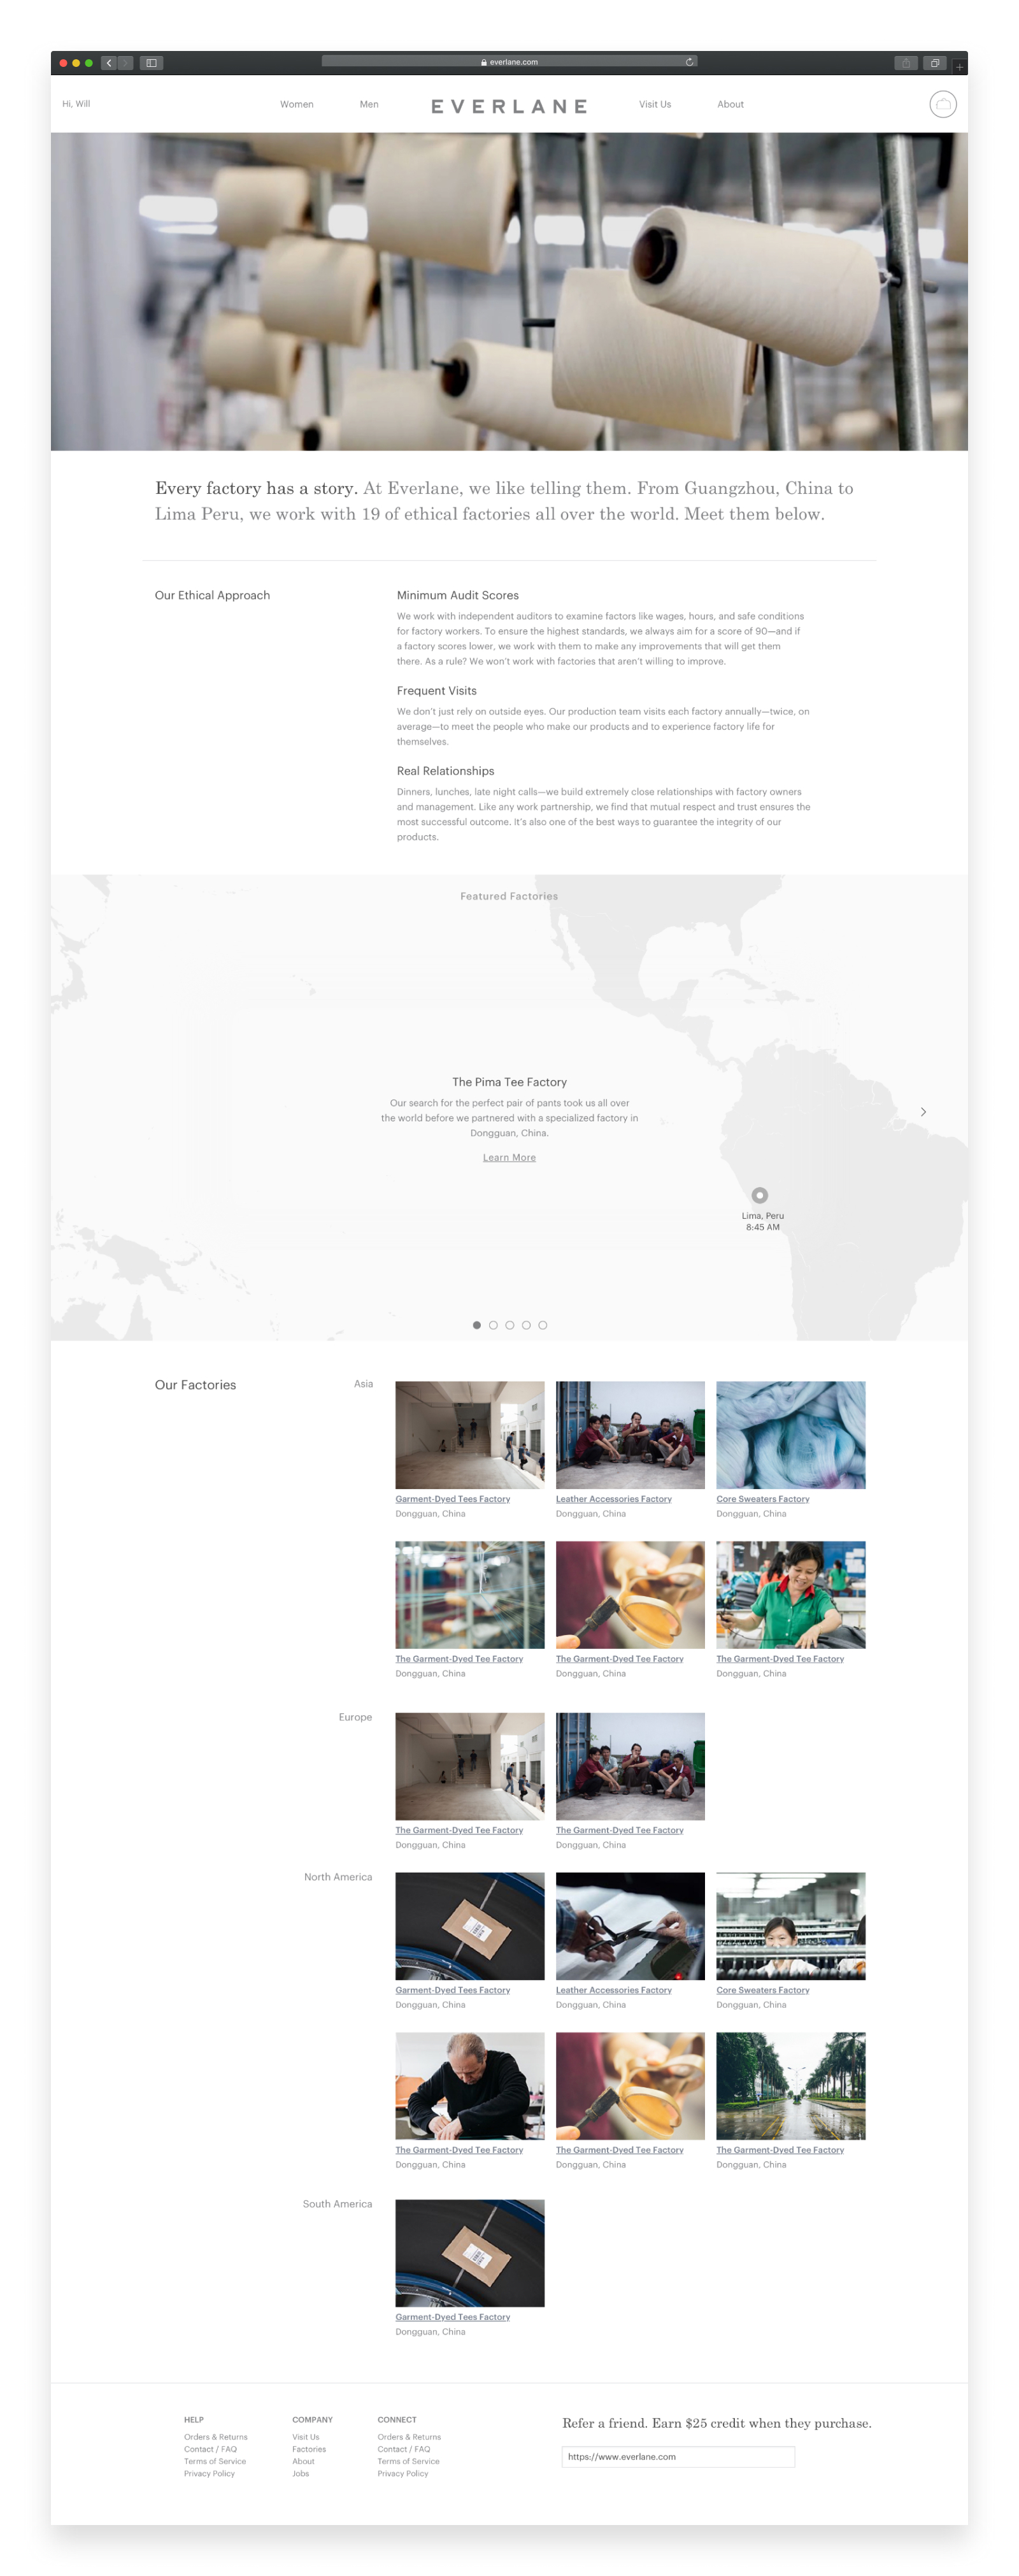 everlane.com
Hi, Will
Women
Men
EVERLANE
Visit Us
About
Every factory has a story. At Everlane, we like telling them. From Guangzhou, China to
Lima Peru, we work with 19 of ethical factories all over the world. Meet them below.
Our Ethical Approach
Minimum Audit Scores
We work with independent auditors to examine factors like wages, hours, and safe conditions
for factory workers. To ensure the highest standards, we always aim for a score of 90—and if
a factory scores lower, we work with them to make any improvements that will get them
there. As a rule? We won't work with factories that aren't willing to improve.
Frequent Visits
We don't just rely on outside eyes. Our production team visits each factory annually—twice, on
average—to meet the people who make our products and to experience factory life for
themselves.
Real Relationships
Dinners, lunches, late night calls—we build extremely close relationships with factory owners
and management. Like any work partnership, we find that mutual respect and trust ensures the
most successful outcome. It's also one of the best ways to guarantee the integrity of our
products.
Featured Factories
The Pima Tee Factory
Our search for the perfect pair of pants took us all over
the world before we partnered with a specialized factory in
Dongguan, China.
Learn More
Lima, Peru
8:45 AM
Our Factories
Asia
Garment-Dyed Tees Factory
Dongguan, China
Leather Accessories Factory
Dongguan, China
Core Sweaters Factory
Dongguan, China
The Garment-Dyed Tee Factory
Dongguan, China
The Garment-Dyed Tee Factory
Dongguan, China
The Garment-Dyed Tee Factory
Dongguan, China
Europe
The Garment-Dyed Tee Factory
Dongguan, China
The Garment-Dyed Tee Factory
Dongguan, China
North America
Garment-Dyed Tees Factory
Dongguan, China
Leather Accessories Factory
Dongguan, China
Core Sweaters Factory
Dongguan, China
The Garment-Dyed Tee Factory
Dongguan, China
The Garment-Dyed Tee Factory
Dongguan, China
The Garment-Dyed Tee Factory
Dongguan, China
South America
Garment-Dyed Tees Factory
Dongguan, China
HELP
Orders & Returns
Contact / FAQ
Terms of Service
Privacy Policy
COMPANY
Visit Us
Factories
About
Jobs
CONNECT
Orders & Returns
Contact / FAQ
Terms of Service
Privacy Policy
Refer a friend. Earn $25 credit when they purchase.
https://www.everlane.com